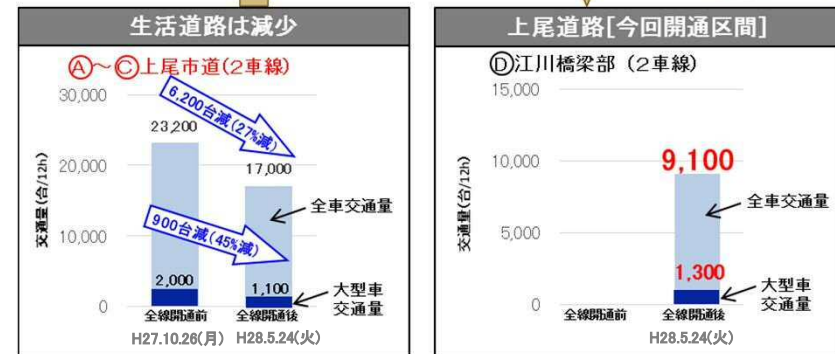 生活道路は減少
Ⓐ～Ⓒ上尾市道(2車線)
30,000
20,000
10,000
0
交通量(台/12h)
6,200台減(27%減)
23,200
17,000
全車交通量
900台減(45%減)
2,000
1,100
大型車
交通量
全線開通前
全線開通後
H27.10.26(月)
H28.5.24(火)
上尾道路[今回開通区間]
Ⓓ江川橋梁部（2車線）
15,000
10,000
5,000
0
交通量(台/12h)
9,100
全車交通量
1,300
大型車
交通量
全線開通前
全線開通後
H28.5.24(火)